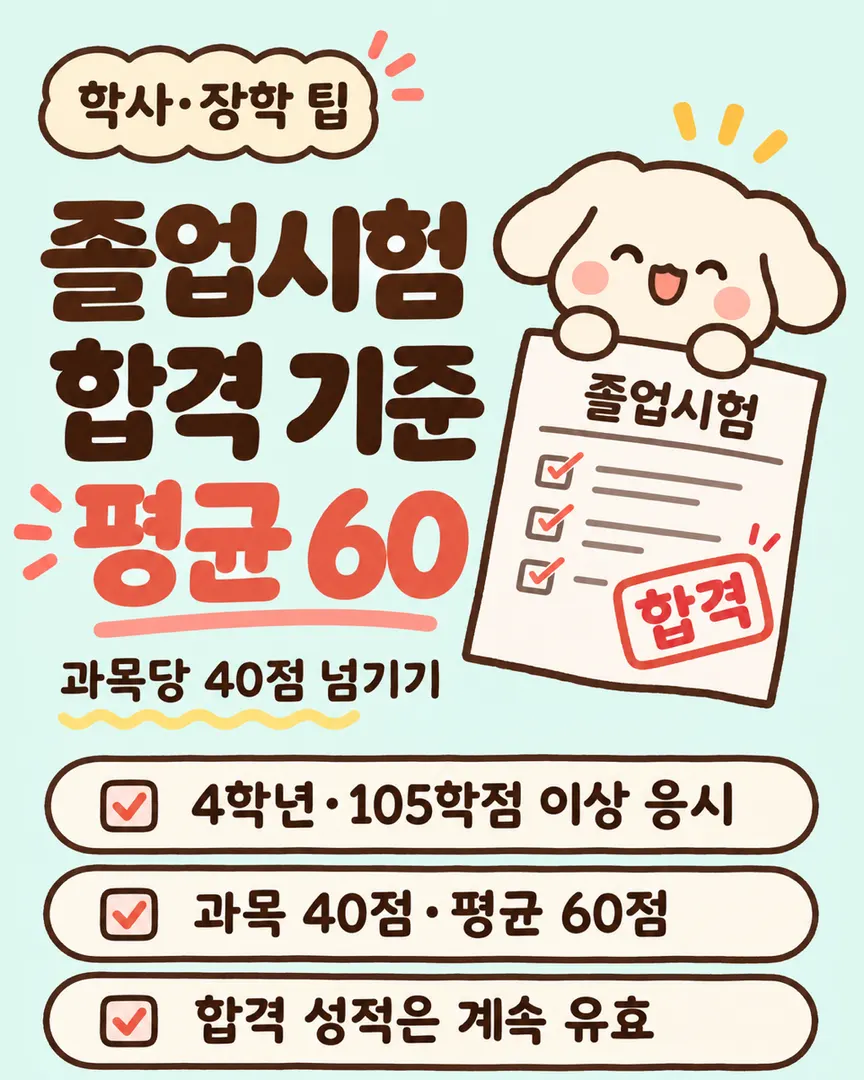 학사·장학 팁
졸업시험
합격 기준
평균 60
과목당 40점 넘기기
졸업시험
합격
4학년·105학점 이상 응시
과목 40점·평균 60점
합격 성적은 계속 유효